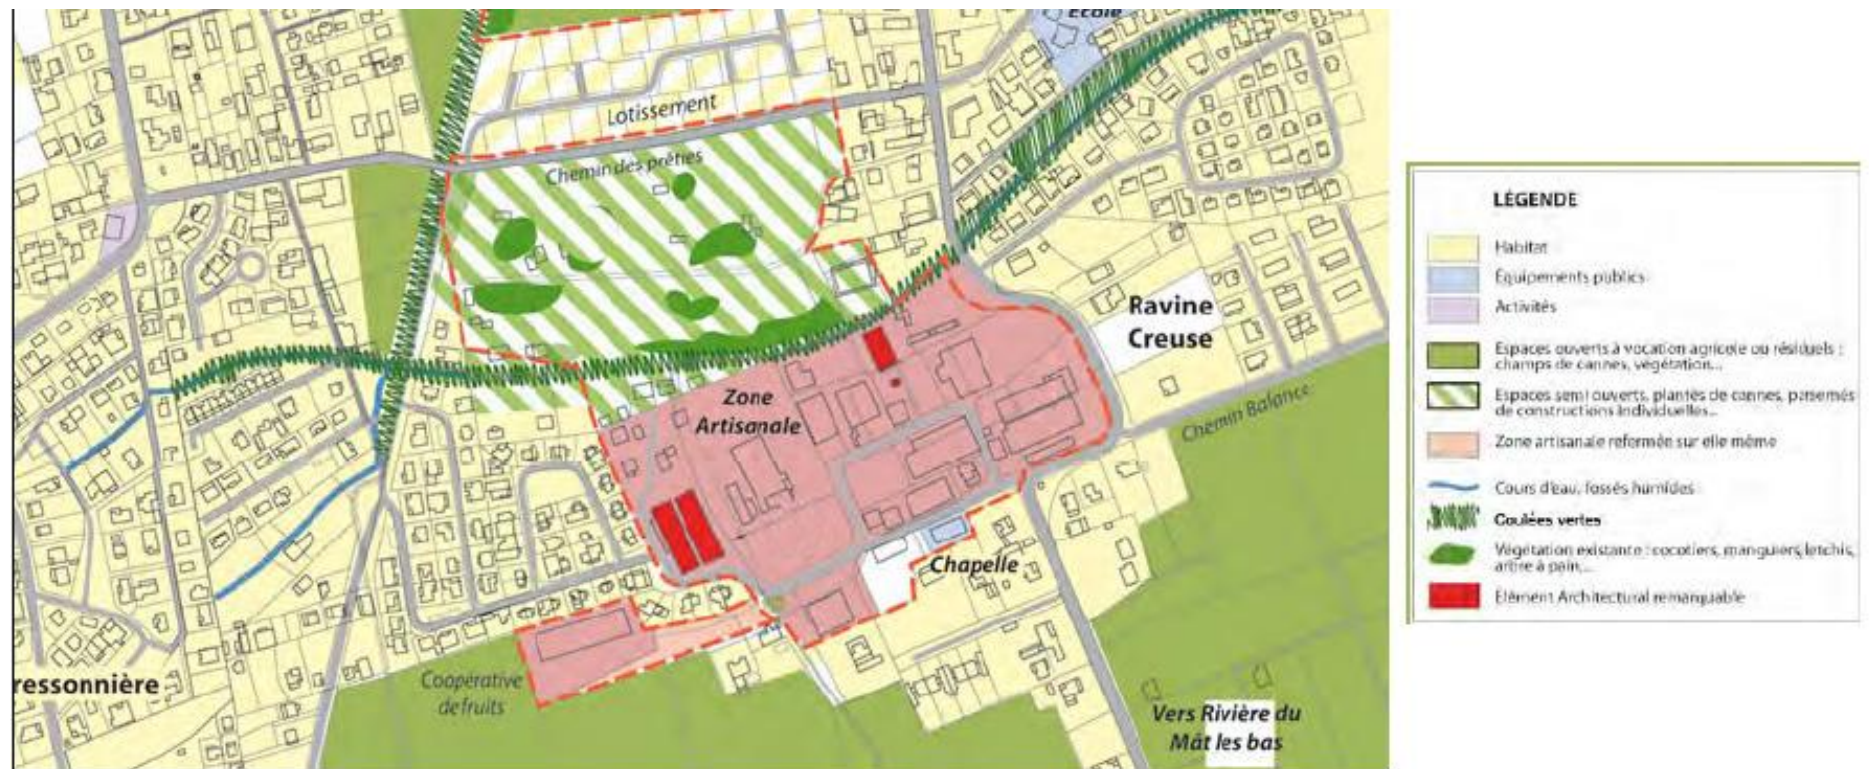 Ecole
Lotissement
Chemin des prêtres
Ravine
Creuse
Zone
Artisanale
Chemin Balance
Chapelle
ressonnière
Coopérative
de fruits
Vers Rivière du
Mât les bas
LÉGENDE
Habitat
Équipements publics
Activités
Espaces ouverts à vocation agricole ou résiduels :
champs de cannes, végétation...
Espaces semi ouverts, plantés de cannes, parsemés
de constructions individuelles...
Zone artisanale refermée sur elle même
Cours d'eau, fossés humides
Coulées vertes
Végétation existante : cocotiers, manguiers, letchis,
arbre à pain,...
Elément Architectural remarquable